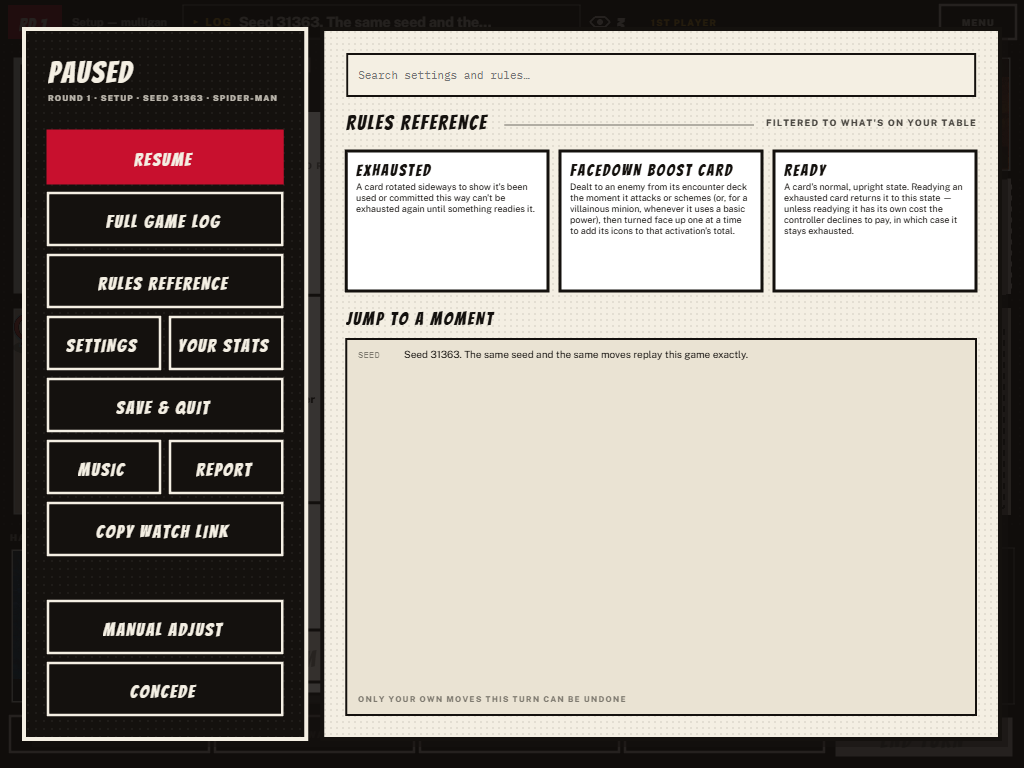 RD 1 Setup — mulligan • LOG Seed 31363. The same seed and the... 1ST PLAYER MENU
PAUSED
ROUND 1 • SETUP • SEED 31363 • SPIDER-MAN
RESUME
FULL GAME LOG
RULES REFERENCE
SETTINGS
YOUR STATS
SAVE & QUIT
MUSIC
REPORT
COPY WATCH LINK
MANUAL ADJUST
CONCEDE
Search settings and rules…
RULES REFERENCE
FILTERED TO WHAT'S ON YOUR TABLE
EXHAUSTED
A card rotated sideways to show it's been
used or committed this way can't be
exhausted again until something readies it.
FACEDOWN BOOST CARD
Dealt to an enemy from its encounter deck
the moment it attacks or schemes (or, for a
villainous minion, whenever it uses a basic
power), then turned face up one at a time
to add its icons to that activation's total.
READY
A card's normal, upright state. Readying an
exhausted card returns it to this state —
unless readying it has its own cost the
controller declines to pay, in which case it
stays exhausted.
JUMP TO A MOMENT
SEED Seed 31363. The same seed and the same moves replay this game exactly.
ONLY YOUR OWN MOVES THIS TURN CAN BE UNDONE